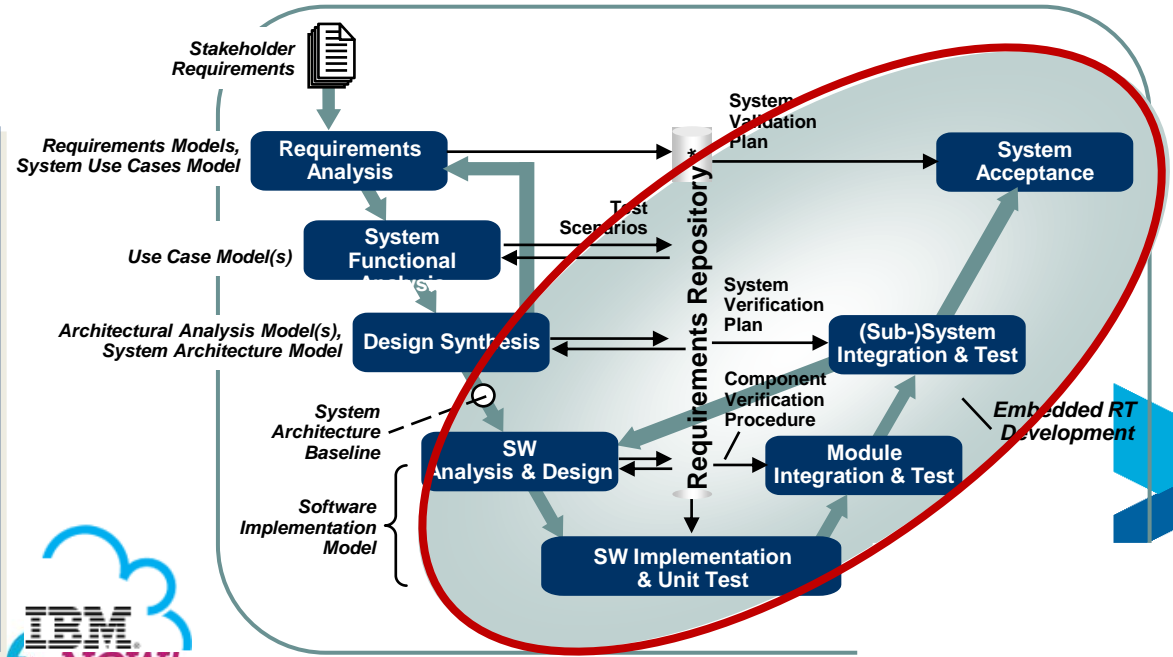 Stakeholder
Requirements
Requirements Models,
System Use Cases Model
Requirements
Analysis
System
Validation
Plan
System
Acceptance
Use Case Model(s)
System
Functional
Analysis
Test
Scenarios
Requirements Repository*
Architectural Analysis Model(s),
System Architecture Model
Design Synthesis
System
Verification
Plan
(Sub-)System
Integration & Test
System
Architecture
Baseline
Component
Verification
Procedure
Embedded RT
Development
SW
Analysis & Design
Module
Integration & Test
Software
Implementation
Model
SW Implementation
& Unit Test
IBM.
NOW!